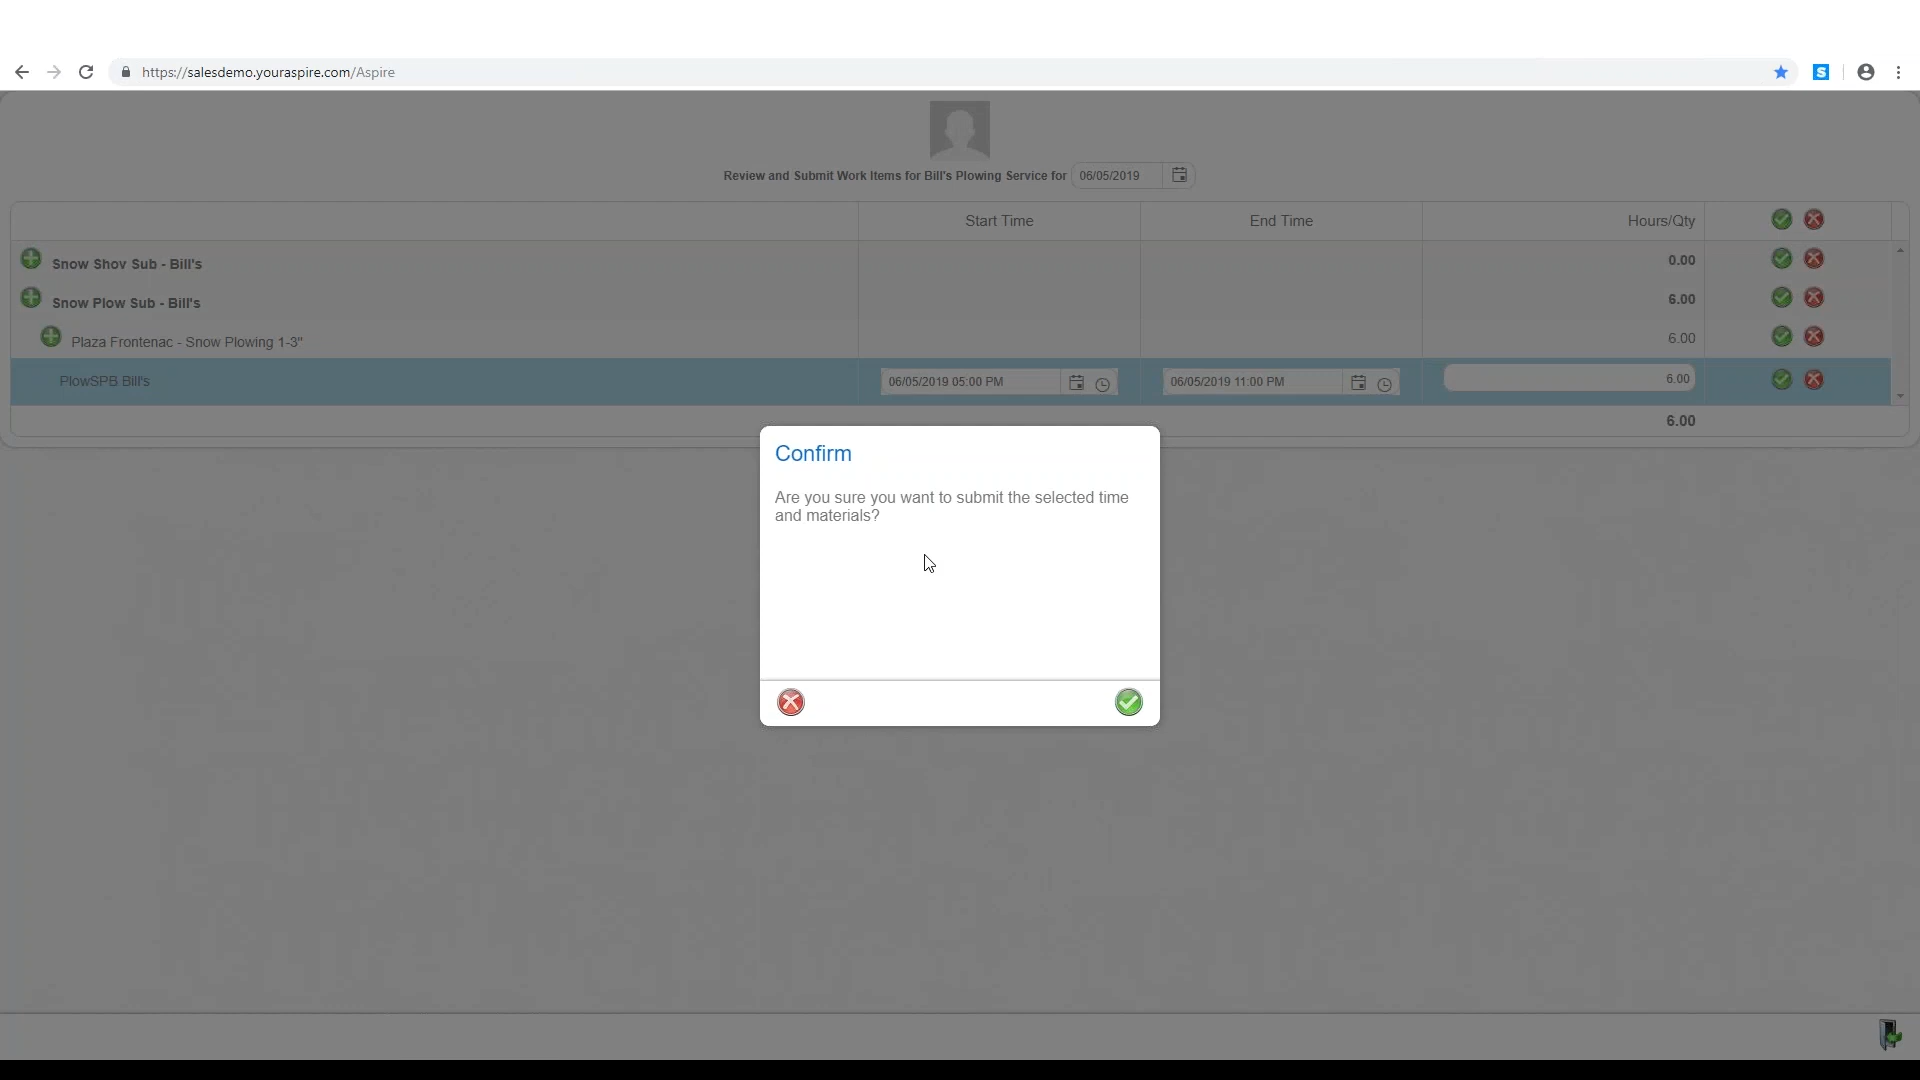 https://salesdemo.youraspire.com/Aspire
S
Review and Submit Work Items for Bill's Plowing Service for 06/05/2019
Start Time End Time Hours/Qty
Snow Shov Sub - Bill's 0.00
Snow Plow Sub - Bill's 6.00
Plaza Frontenac - Snow Plowing 1-3" 6.00
PlowSPB Bill's 06/05/2019 05:00 PM 06/05/2019 11:00 PM 6.00
6.00
Confirm
Are you sure you want to submit the selected time
and materials?